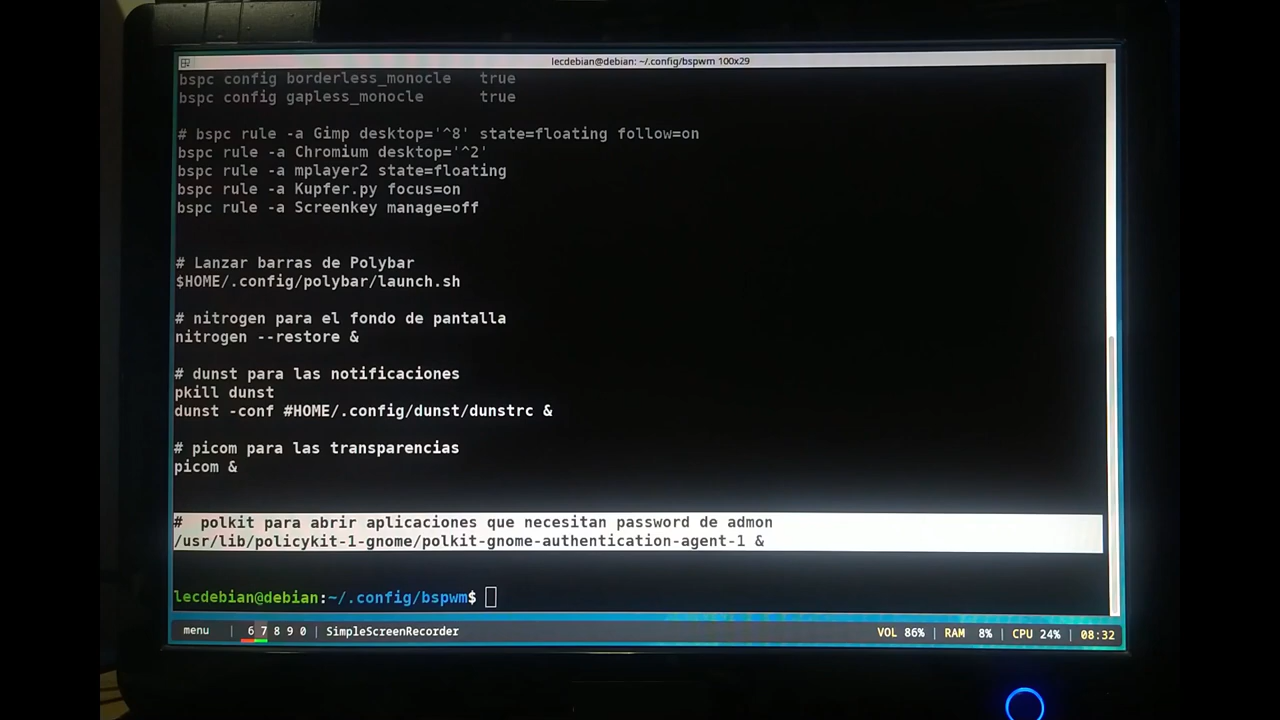 lecdebian@debian: ~/.config/bspwm 100x29
bspc config borderless_monocle true
bspc config gapless_monocle true
# bspc rule -a Gimp desktop='^8' state=floating follow=on
bspc rule -a Chromium desktop='^2'
bspc rule -a mplayer2 state=floating
bspc rule -a Kupfer.py focus=on
bspc rule -a Screenkey manage=off
# Lanzar barras de Polybar
$HOME/.config/polybar/launch.sh
# nitrogen para el fondo de pantalla
nitrogen --restore &
# dunst para las notificaciones
pkill dunst
dunst -conf #HOME/.config/dunst/dunstrc &
# picom para las transparencias
picom &
#  polkit para abrir aplicaciones que necesitan password de admon
/usr/lib/policykit-1-gnome/polkit-gnome-authentication-agent-1 &
lecdebian@debian:~/.config/bspwm$
menu | 6 7 8 9 0 | SimpleScreenRecorder VOL 86% | RAM 8% | CPU 24% | 08:32